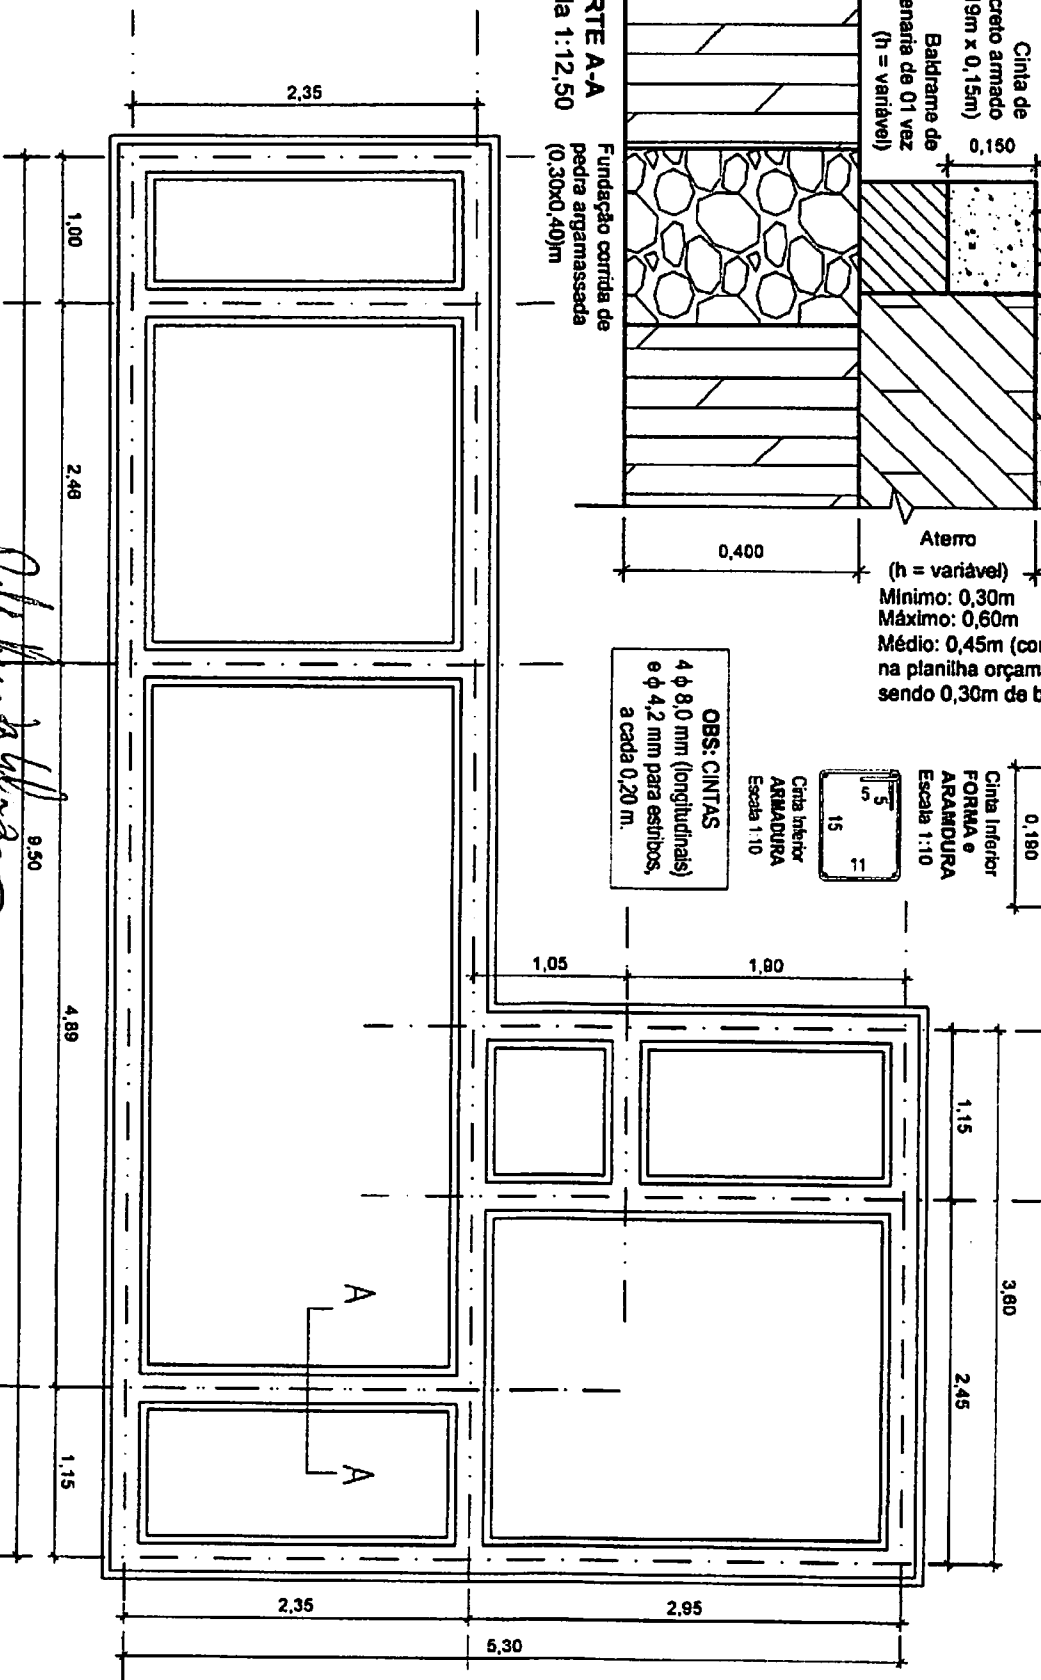 Cinta de
creto armado
19m x 0,15m)
Baldrame de
enaria de 01 vez
(h = variável)
0,150
RTE A-A
la 1:12,50
Fundação corrida de
pedra argamassada
(0,30x0,40)m
0,400
Aterro
(h = variável)
Mínimo: 0,30m
Máximo: 0,60m
Médio: 0,45m (cor
na planilha orçam
sendo 0,30m de b
0,190
Cinta Inferior
FORMA e
ARAMDURA
Escala 1:10
5
5
15
11
Cinta Inferior
ARMADURA
Escala 1:10
OBS: CINTAS
4 ϕ 8,0 mm (longitudinais)
e ϕ 4,2 mm para estribos,
a cada 0,20 m.
2,35
1,00
2,46
4,89
1,15
9,50
1,05
1,90
1,15
2,45
3,60
A
A
2,35
2,95
5,30